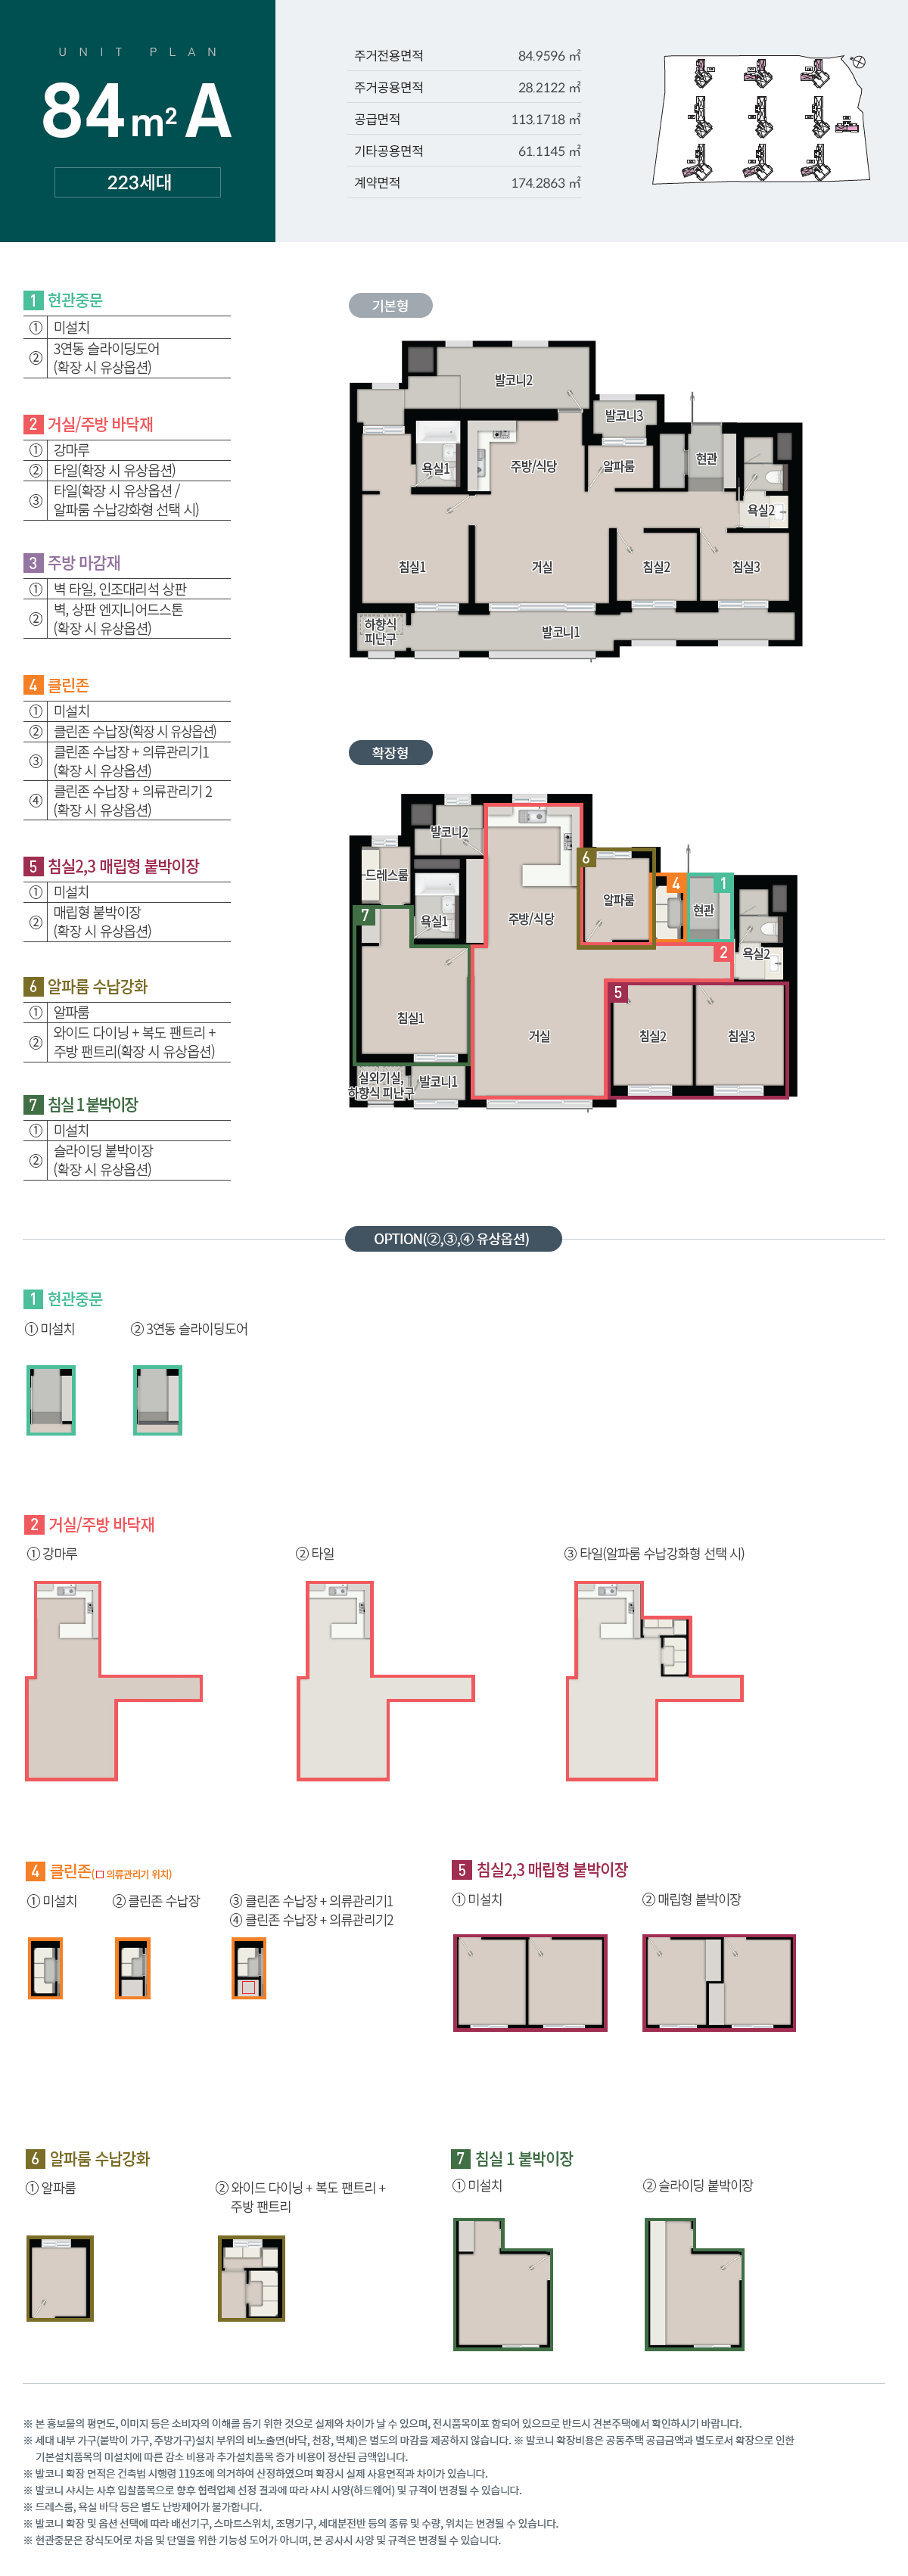 UNIT PLAN
84m² A
223세대
주거전용면적 84.9596 ㎡
주거공용면적 28.2122 ㎡
공급면적 113.1718 ㎡
기타공용면적 61.1145 ㎡
계약면적 174.2863 ㎡
1 현관중문
① 미설치
② 3연동 슬라이딩도어
(확장 시 유상옵션)
2 거실/주방 바닥재
① 강마루
② 타일(확장 시 유상옵션)
③ 타일(확장 시 유상옵션 /
알파룸 수납강화형 선택 시)
3 주방 마감재
① 벽 타일, 인조대리석 상판
② 벽, 상판 엔지니어드스톤
(확장 시 유상옵션)
4 클린존
① 미설치
② 클린존 수납장(확장 시 유상옵션)
③ 클린존 수납장 + 의류관리기1
(확장 시 유상옵션)
④ 클린존 수납장 + 의류관리기 2
(확장 시 유상옵션)
5 침실2,3 매립형 붙박이장
① 미설치
② 매립형 붙박이장
(확장 시 유상옵션)
6 알파룸 수납강화
① 알파룸
② 와이드 다이닝 + 복도 팬트리 +
주방 팬트리(확장 시 유상옵션)
7 침실 1 붙박이장
① 미설치
② 슬라이딩 붙박이장
(확장 시 유상옵션)
기본형
발코니2
발코니3
욕실1
주방/식당
알파룸
현관
욕실2
침실1
거실
침실2
침실3
하향식
피난구
발코니1
확장형
발코니2
드레스룸
6
알파룸
4
1
현관
7
욕실1
주방/식당
2
욕실2
5
침실1
거실
침실2
침실3
실외기실,
하향식 피난구
발코니1
OPTION(②,③,④ 유상옵션)
1 현관중문
① 미설치
② 3연동 슬라이딩도어
2 거실/주방 바닥재
① 강마루
② 타일
③ 타일(알파룸 수납강화형 선택 시)
4 클린존(□ 의류관리기 위치)
① 미설치
② 클린존 수납장
③ 클린존 수납장 + 의류관리기1
④ 클린존 수납장 + 의류관리기2
5 침실2,3 매립형 붙박이장
① 미설치
② 매립형 붙박이장
6 알파룸 수납강화
① 알파룸
② 와이드 다이닝 + 복도 팬트리 +
주방 팬트리
7 침실 1 붙박이장
① 미설치
② 슬라이딩 붙박이장
※ 본 홍보물의 평면도, 이미지 등은 소비자의 이해를 돕기 위한 것으로 실제와 차이가 날 수 있으며, 전시품목이포 함되어 있으므로 반드시 견본주택에서 확인하시기 바랍니다.
※ 세대 내부 가구(붙박이 가구, 주방가구)설치 부위의 비노출면(바닥, 천장, 벽체)은 별도의 마감을 제공하지 않습니다. ※ 발코니 확장비용은 공동주택 공급금액과 별도로서 확장으로 인한
기본설치품목의 미설치에 따른 감소 비용과 추가설치품목 증가 비용이 정산된 금액입니다.
※ 발코니 확장 면적은 건축법 시행령 119조에 의거하여 산정하였으며 확장시 실제 사용면적과 차이가 있습니다.
※ 발코니 샤시는 사후 입찰품목으로 향후 협력업체 선정 결과에 따라 샤시 사양(하드웨어) 및 규격이 변경될 수 있습니다.
※ 드레스룸, 욕실 바닥 등은 별도 난방제어가 불가합니다.
※ 발코니 확장 및 옵션 선택에 따라 배선기구, 스마트스위치, 조명기구, 세대분전반 등의 종류 및 수량, 위치는 변경될 수 있습니다.
※ 현관중문은 장식도어로 차음 및 단열을 위한 기능성 도어가 아니며, 본 공사시 사양 및 규격은 변경될 수 있습니다.